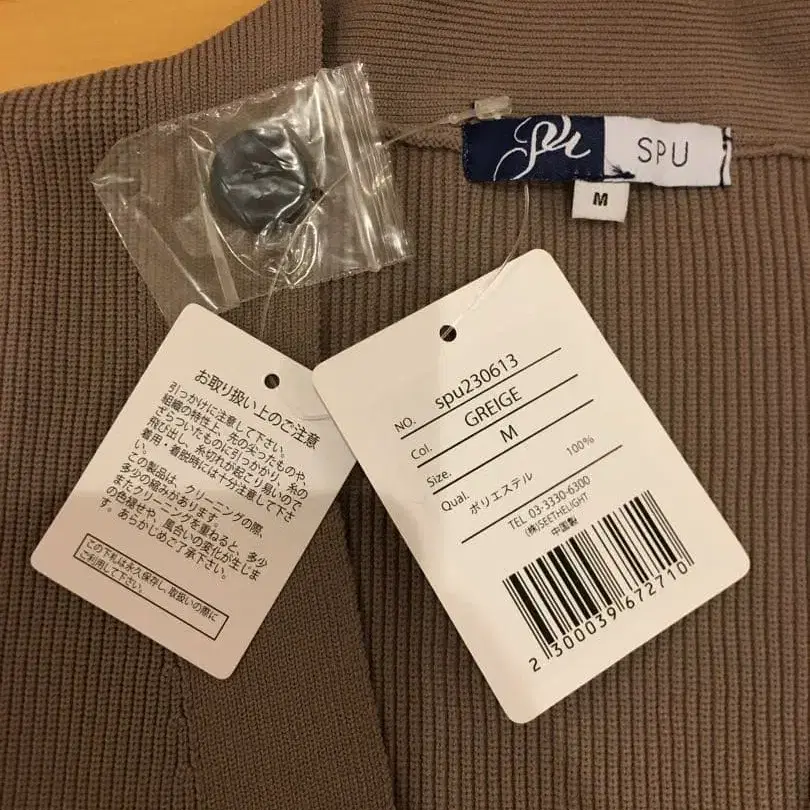 Spu
SPU
M
お取り扱い上のご注意
引っかけに注意して下さい。
組織の特性上、先の尖ったものや、
ざらついたものに引っかかり、糸の
飛び出し、糸切れが起こり易いので
着用・着脱時には十分注意して下さ
い。
この製品は、クリーニングの際、
多少の縮みがあります。
またクリーニングを重ねると、多少
の色褪せや、風合いの変化が生じま
す。あらかじめご了承下さい。
この下札は永久保存し、取扱いの際に
ご利用して下さい。
NO. spu230613
Col. GREIGE
Size. M
Qual. 100%
ポリエステル
TEL 03-3330-6300
(株)SEETHELIGHT
中国製
2 300039 672710